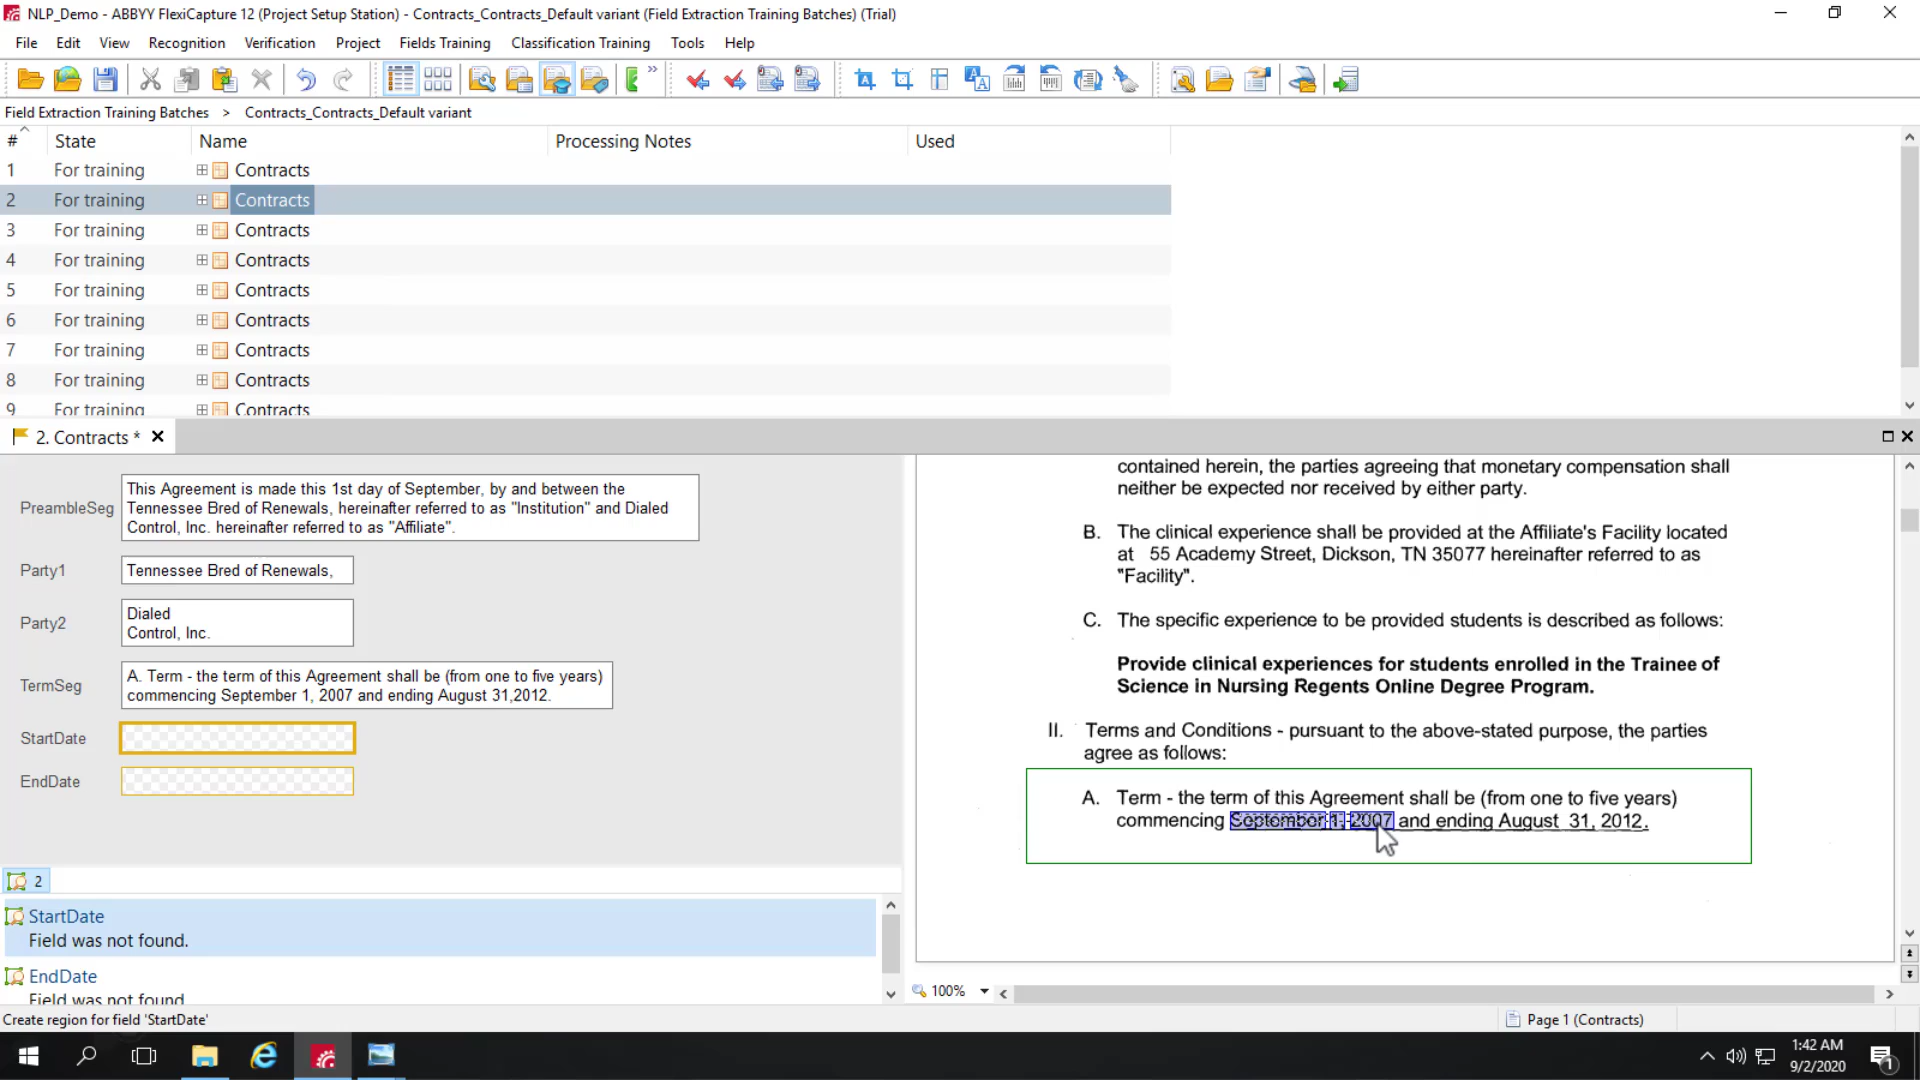 NLP_Demo - ABBYY FlexiCapture 12 (Project Setup Station) - Contracts_Contracts_Default variant (Field Extraction Training Batches) (Trial)
File Edit View Recognition Verification Project Fields Training Classification Training Tools Help
Field Extraction Training Batches > Contracts_Contracts_Default variant
# State Name Processing Notes Used
1 For training Contracts
2 For training Contracts
3 For training Contracts
4 For training Contracts
5 For training Contracts
6 For training Contracts
7 For training Contracts
8 For training Contracts
9 For training Contracts
2. Contracts *
PreambleSeg
This Agreement is made this 1st day of September, by and between the
Tennessee Bred of Renewals, hereinafter referred to as "Institution" and Dialed
Control, Inc. hereinafter referred to as "Affiliate".
Party1 Tennessee Bred of Renewals,
Party2
Dialed
Control, Inc.
TermSeg
A. Term - the term of this Agreement shall be (from one to five years)
commencing September 1, 2007 and ending August 31,2012.
StartDate
EndDate
2
StartDate
Field was not found.
EndDate
Field was not found
contained herein, the parties agreeing that monetary compensation shall
neither be expected nor received by either party.
B. The clinical experience shall be provided at the Affiliate's Facility located
at 55 Academy Street, Dickson, TN 35077 hereinafter referred to as
"Facility".
C. The specific experience to be provided students is described as follows:
Provide clinical experiences for students enrolled in the Trainee of
Science in Nursing Regents Online Degree Program.
II. Terms and Conditions - pursuant to the above-stated purpose, the parties
agree as follows:
A. Term - the term of this Agreement shall be (from one to five years)
commencing September 1, 2007 and ending August 31, 2012.
100%
Create region for field 'StartDate'
Page 1 (Contracts)
1:42 AM
9/2/2020
1